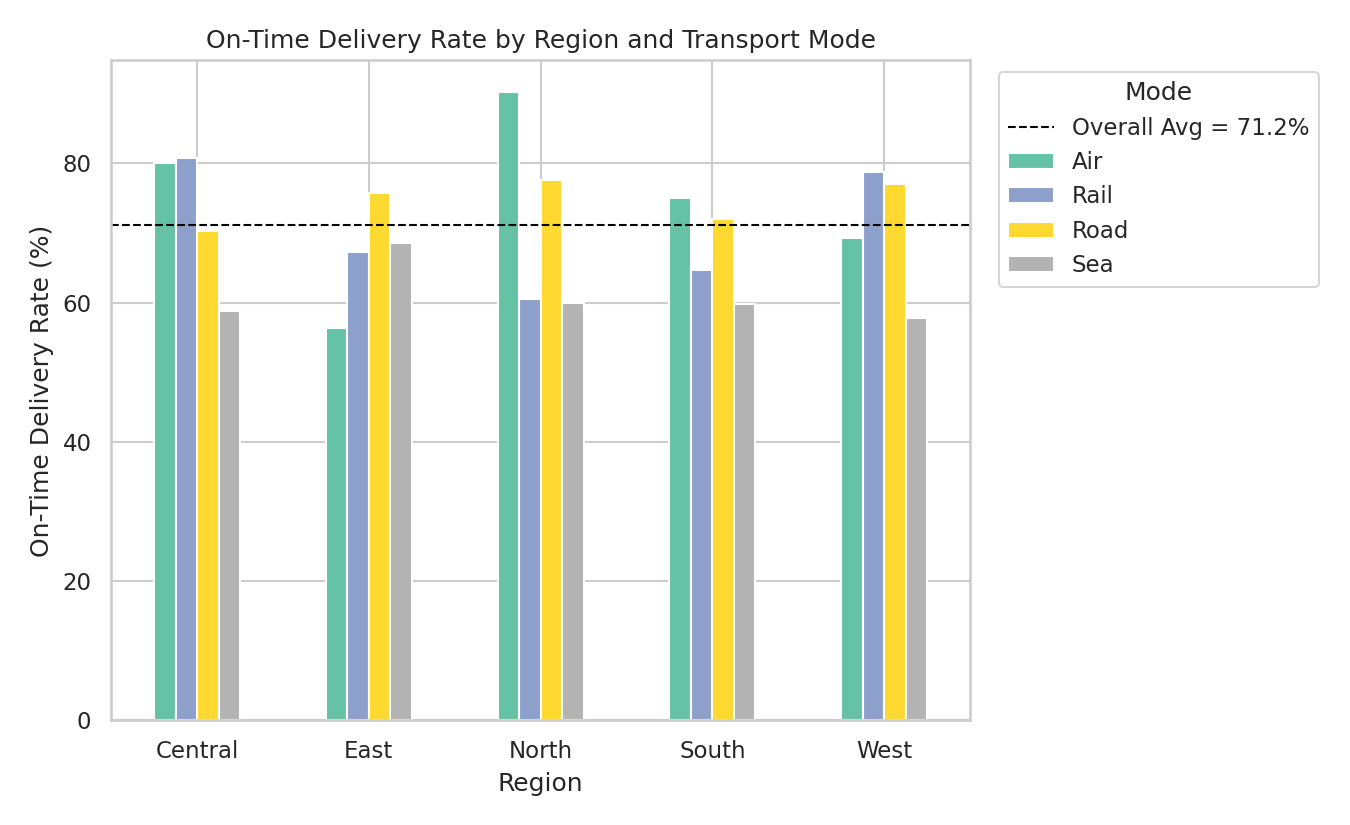 On-Time Delivery Rate by Region and Transport Mode
On-Time Delivery Rate (%)
80
60
40
20
0
Central
East
North
South
West
Region
Mode
Overall Avg = 71.2%
Air
Rail
Road
Sea